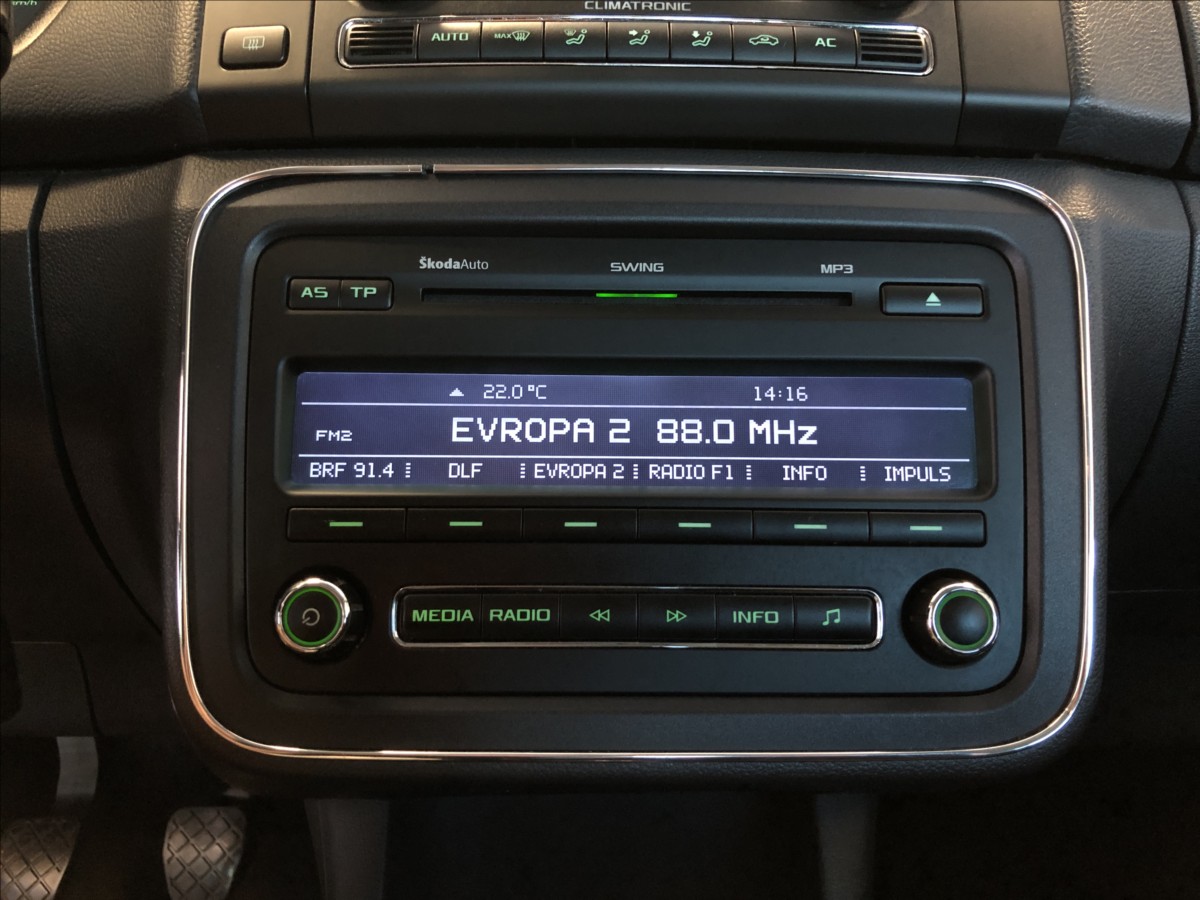 km/h
CLIMATRONIC
AUTO MAX AC
ŠkodaAuto SWING MP3
AS TP
22.0°C 14:16
FM2 EVROPA 2 88.0 MHz
BRF 91.4 DLF EVROPA 2 RADIO F1 INFO IMPULS
MEDIA RADIO INFO